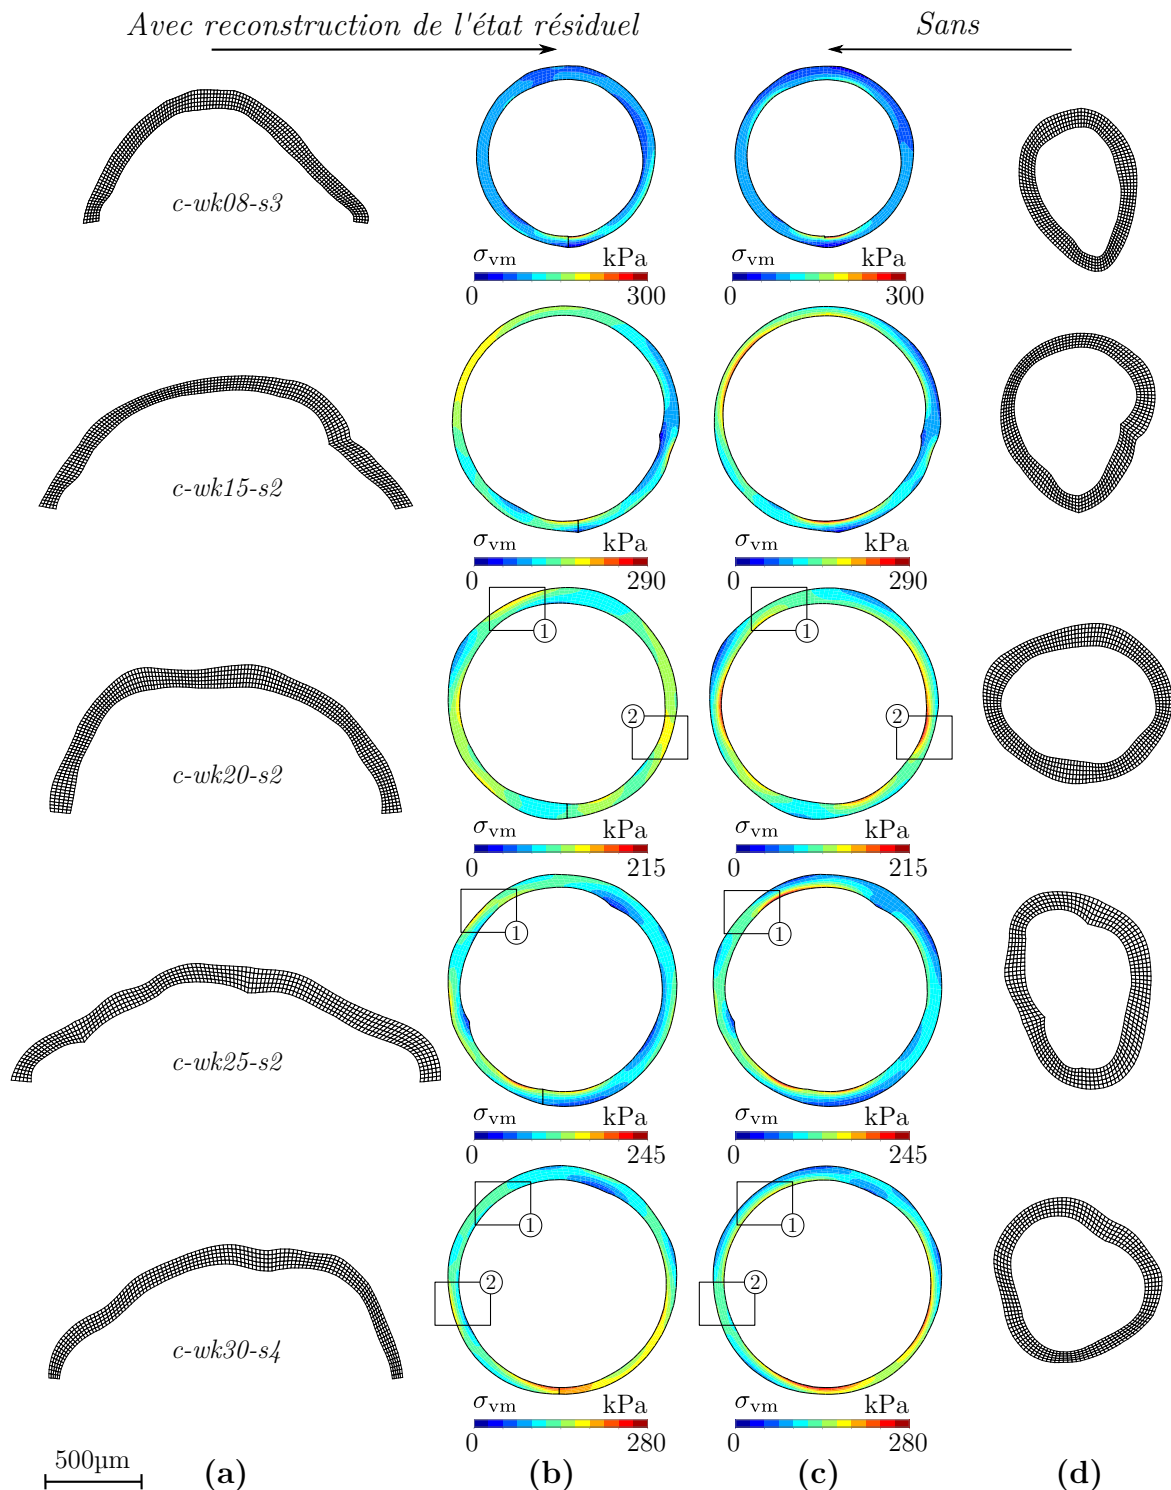 Avec reconstruction de l'état résiduel Sans
c-wk08-s3
σvm kPa σvm kPa
0 300 0 300
c-wk15-s2
σvm kPa σvm kPa
0 290 0 290
1 1
2 2
c-wk20-s2
σvm kPa σvm kPa
0 215 0 215
1 1
c-wk25-s2
σvm kPa σvm kPa
0 245 0 245
1 1
2 2
c-wk30-s4
σvm kPa σvm kPa
0 280 0 280
500µm (a) (b) (c) (d)